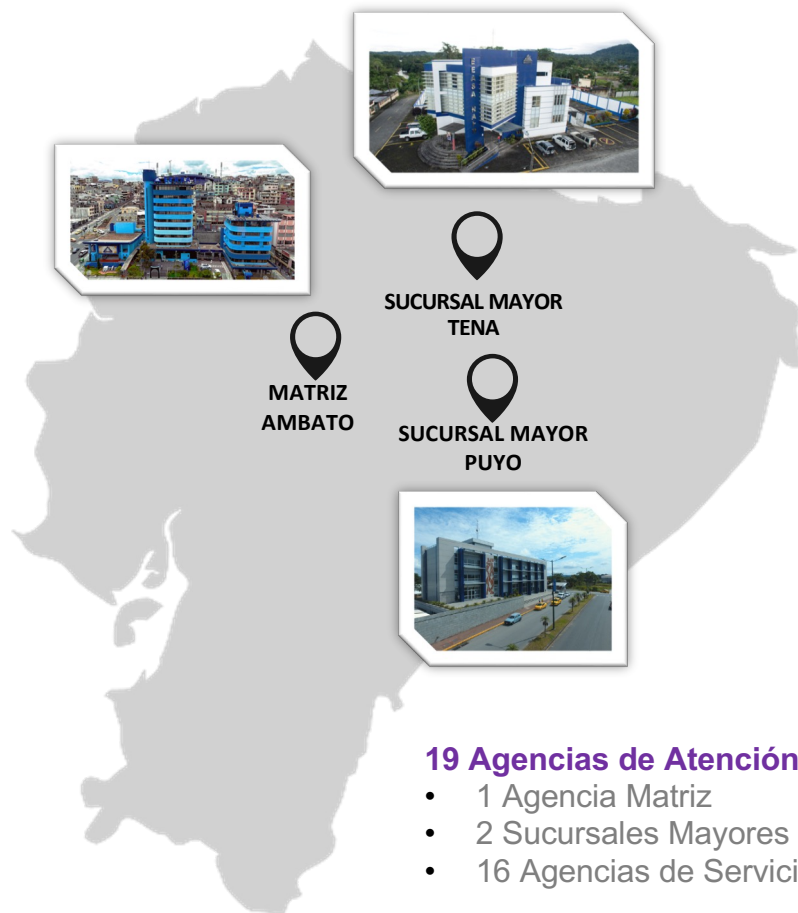 SUCURSAL MAYOR
TENA
MATRIZ
AMBATO
SUCURSAL MAYOR
PUYO
19 Agencias de Atención
• 1 Agencia Matriz
• 2 Sucursales Mayores
• 16 Agencias de Servici